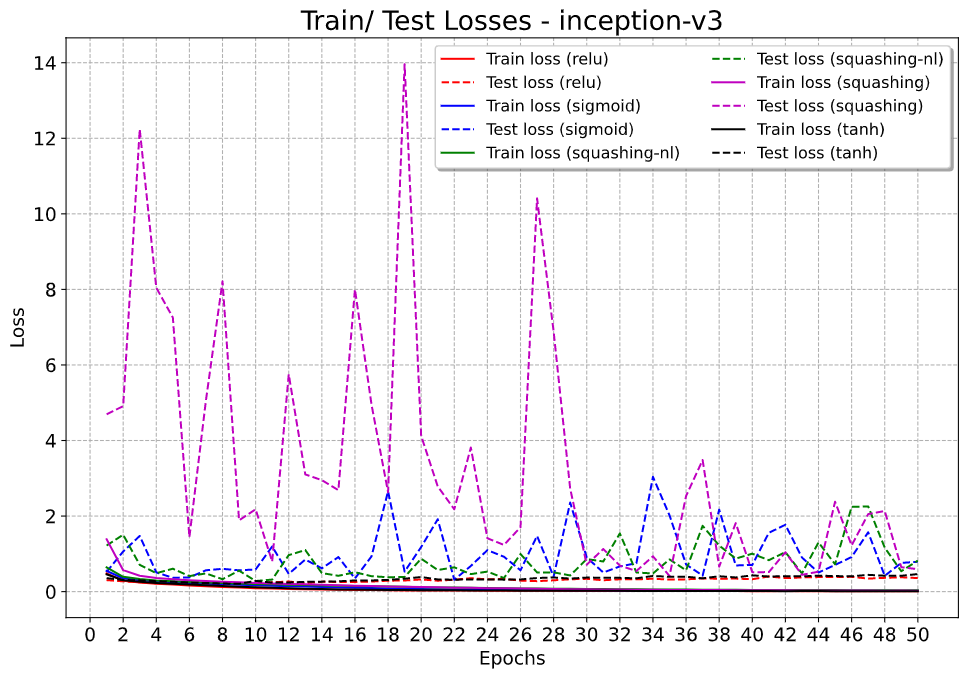 Train/ Test Losses - inception-v3
Train loss (relu)
Test loss (relu)
Train loss (sigmoid)
Test loss (sigmoid)
Train loss (squashing-nl)
Test loss (squashing-nl)
Train loss (squashing)
Test loss (squashing)
Train loss (tanh)
Test loss (tanh)
Loss
14
12
10
8
6
4
2
0
0 2 4 6 8 10 12 14 16 18 20 22 24 26 28 30 32 34 36 38 40 42 44 46 48 50
Epochs